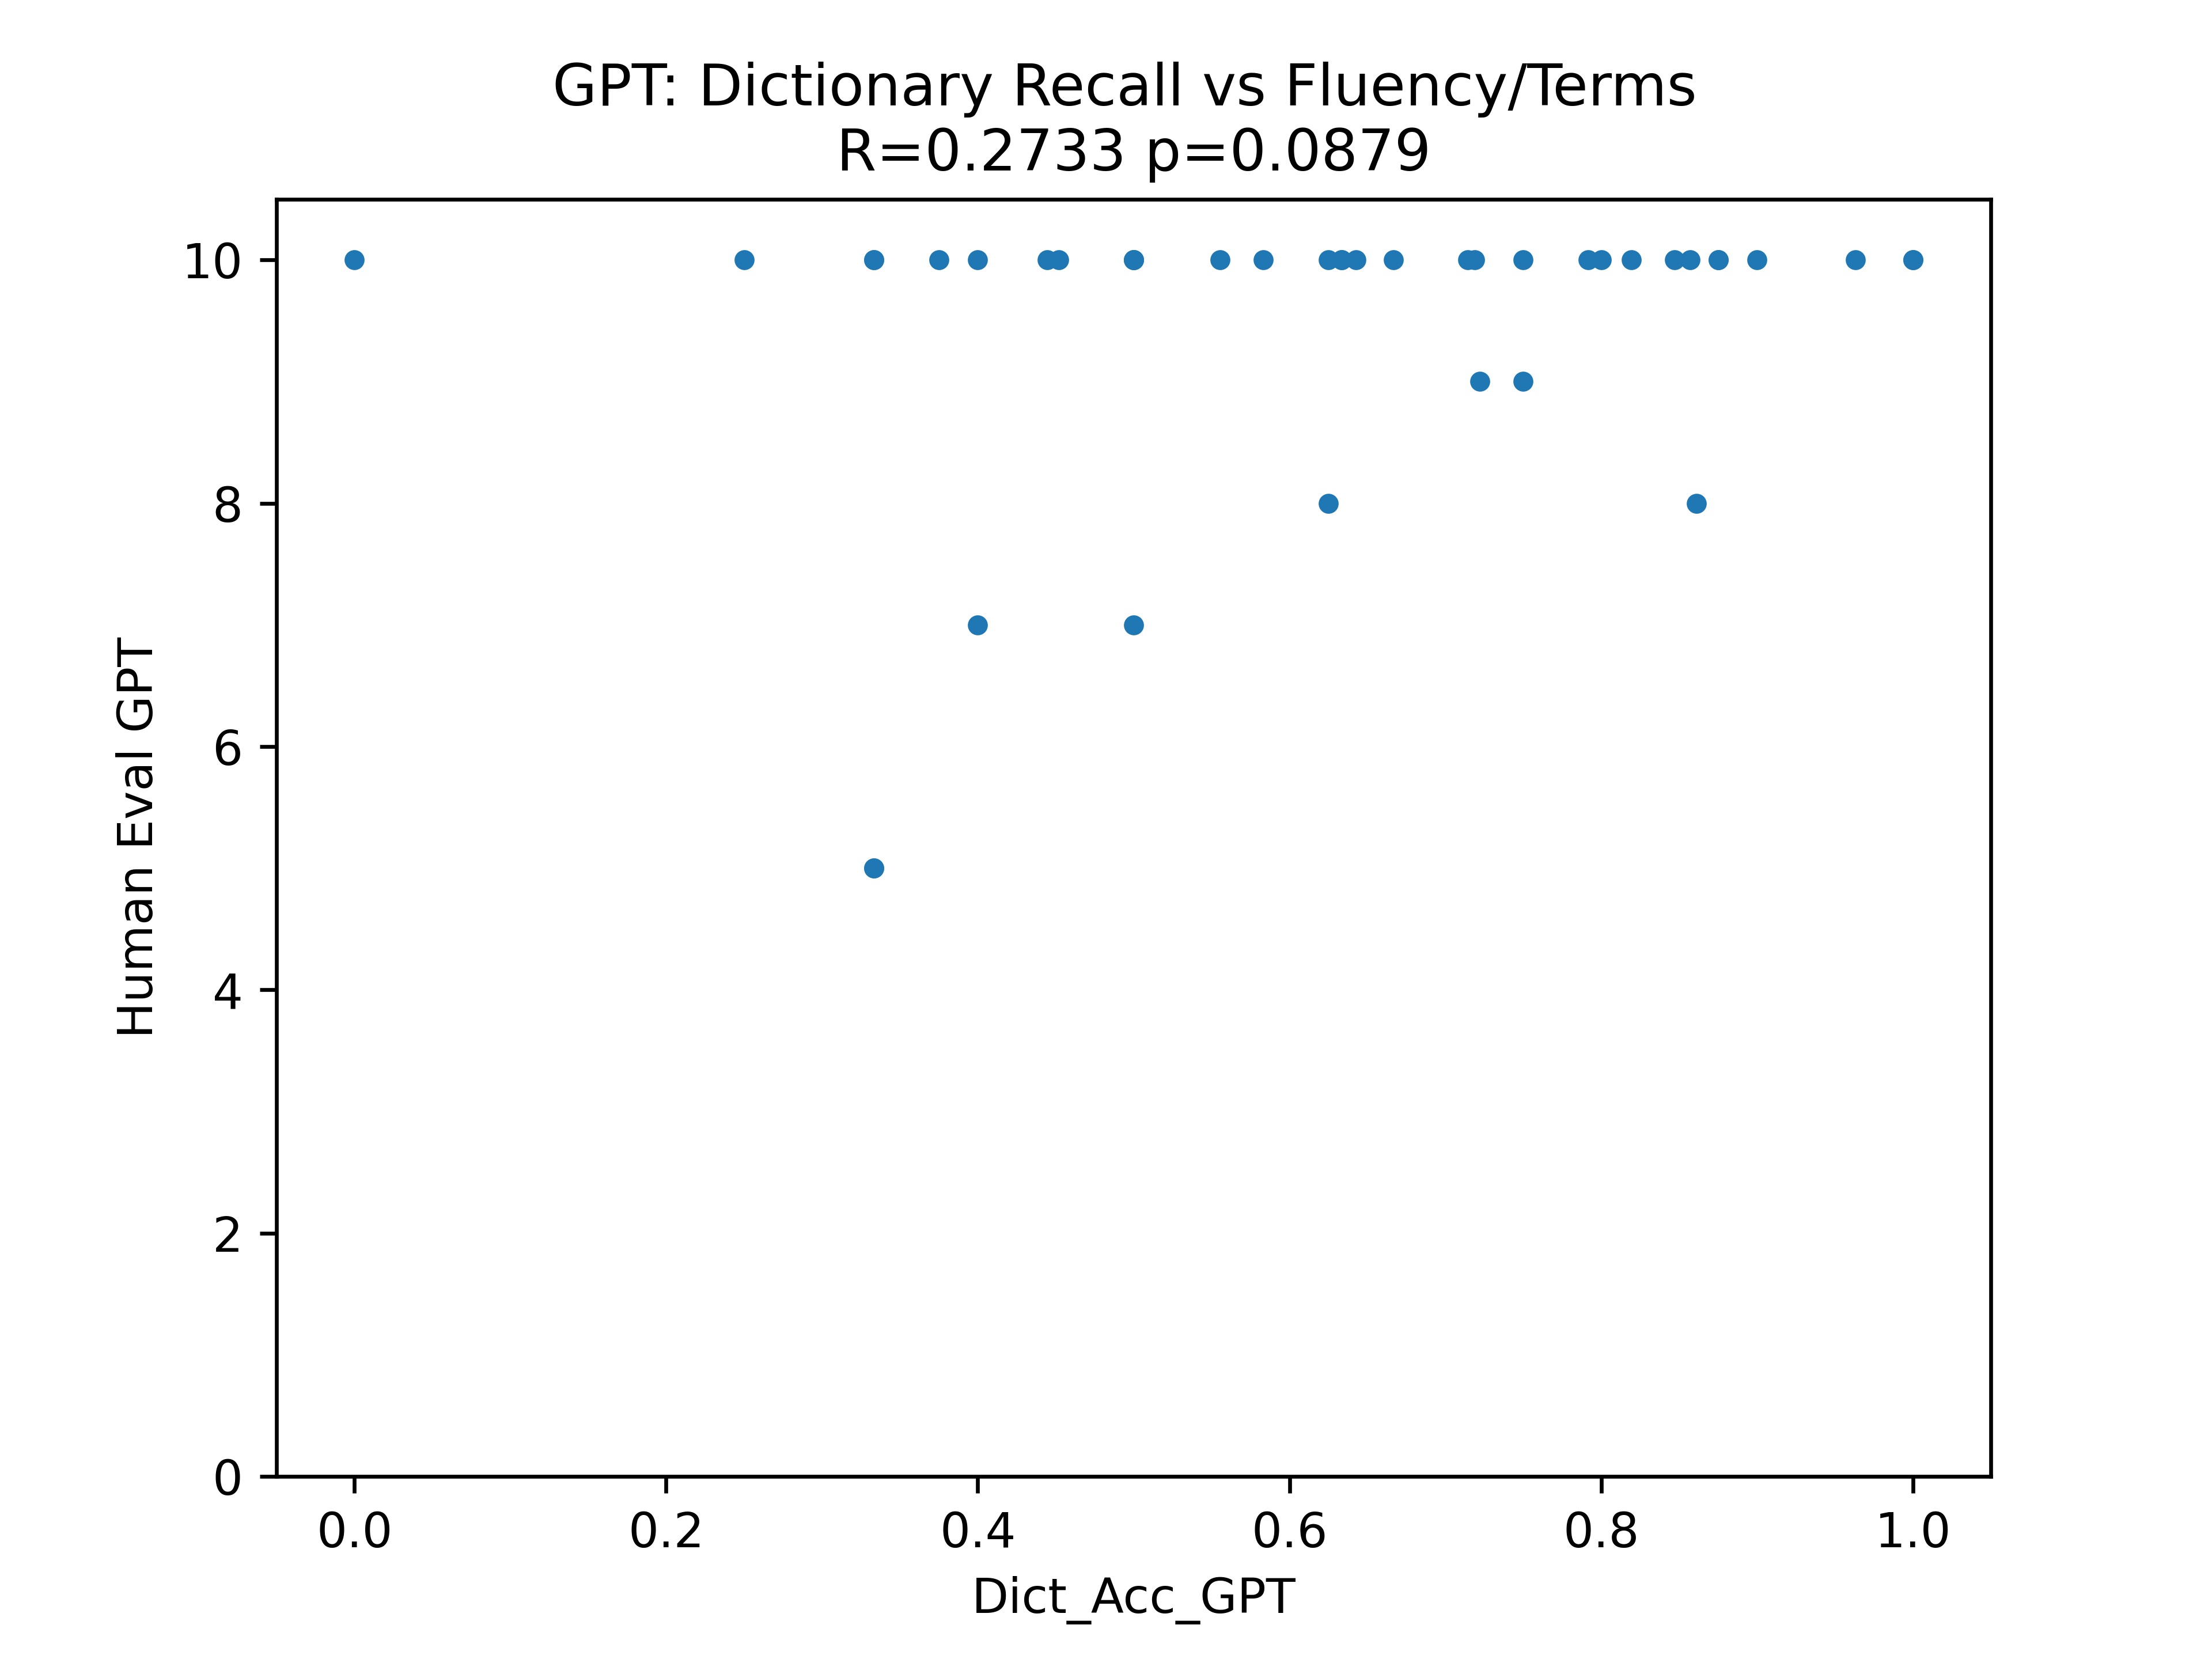 GPT: Dictionary Recall vs Fluency/Terms
R=0.2733 p=0.0879
10
8
6
4
2
0
Human Eval GPT
0.0 0.2 0.4 0.6 0.8 1.0
Dict_Acc_GPT